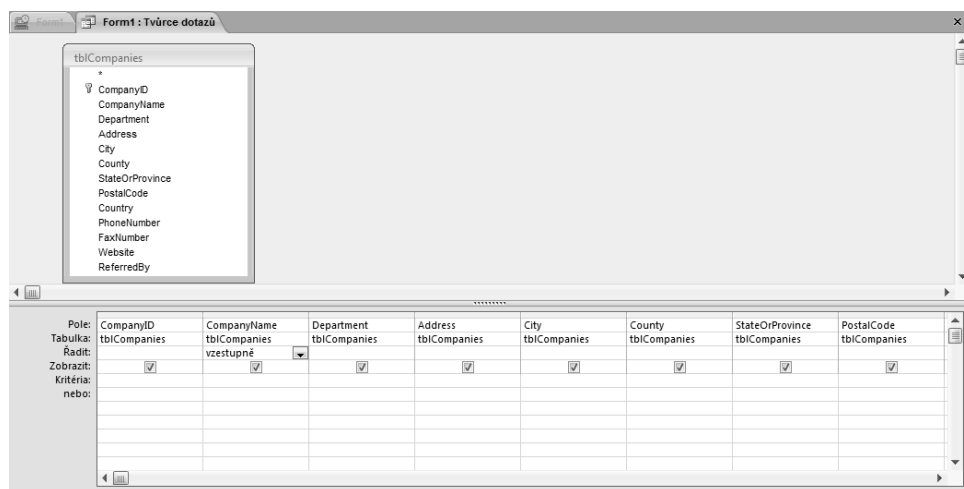 Form1 Form1 : Tvůrce dotazů
tblCompanies
*
CompanyID
CompanyName
Department
Address
City
County
StateOrProvince
PostalCode
Country
PhoneNumber
FaxNumber
Website
ReferredBy
Pole: CompanyID CompanyName Department Address City County StateOrProvince PostalCode
Tabulka: tblCompanies tblCompanies tblCompanies tblCompanies tblCompanies tblCompanies tblCompanies tblCompanies
Řadit: vzestupně
Zobrazit:
Kritéria:
nebo: